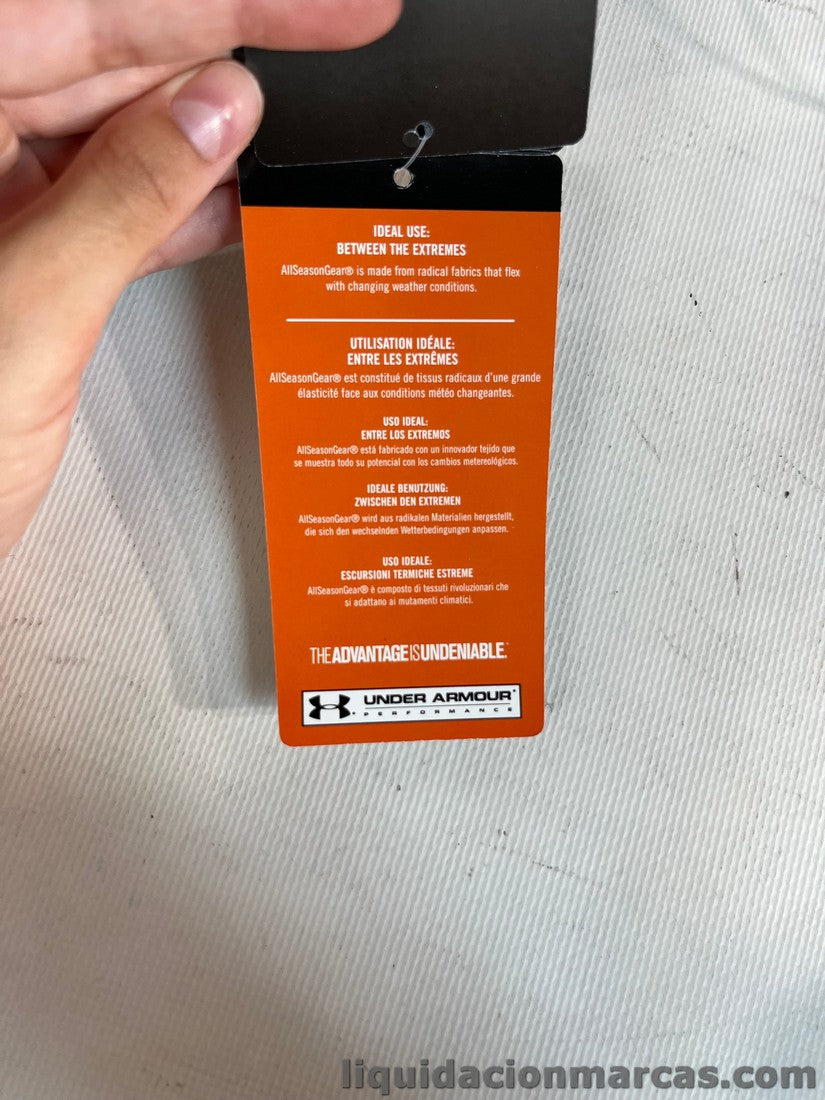 IDEAL USE:
BETWEEN THE EXTREMES
AllSeasonGear® is made from radical fabrics that flex
with changing weather conditions.
UTILISATION IDÉALE:
ENTRE LES EXTRÊMES
AllSeasonGear® est constitué de tissus radicaux d'une grande
élasticité face aux conditions météo changeantes.
USO IDEAL:
ENTRE LOS EXTREMOS
AllSeasonGear® está fabricado con un innovador tejido que
se muestra todo su potencial con los cambios metereológicos.
IDEALE BENUTZUNG:
ZWISCHEN DEN EXTREMEN
AllSeasonGear® wird aus radikalen Materialien hergestellt,
die sich den wechselnden Wetterbedingungen anpassen.
USO IDEALE:
ESCURSIONI TERMICHE ESTREME
AllSeasonGear® è composto di tessuti rivoluzionari che
si adattano ai mutamenti climatici.
THE ADVANTAGE IS UNDENIABLE.™
UNDER ARMOUR®
PERFORMANCE
liquidacionmarcas.com